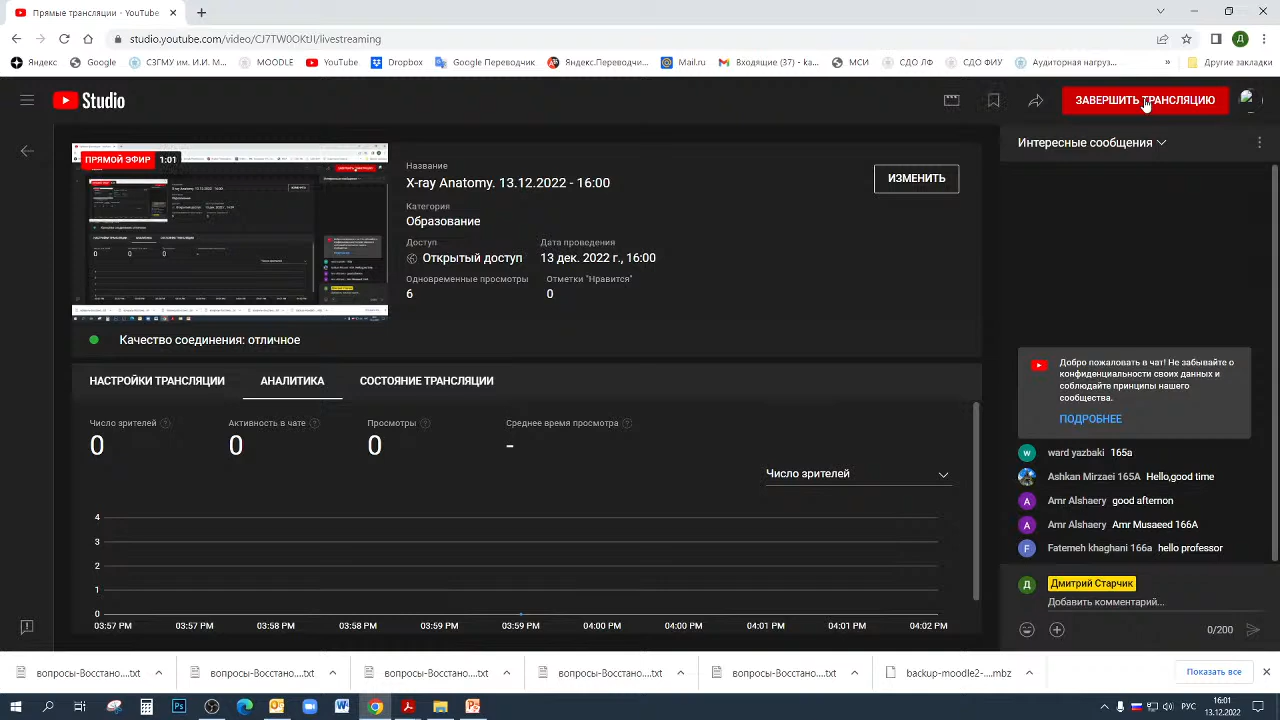 Прямые трансляции - YouTube
studio.youtube.com/video/CJ7TW0OKtJI/livestreaming
Яндекс
Google
СЗГМУ им. И.И. М...
MOODLE
YouTube
Dropbox
Google Переводчик
Яндекс.Переводчи...
Mail.ru
Входящие (37) - ka...
МСИ
СДО ЛФ
СДО ФИУ
Аудиторная нагруз...
»
Другие закладки
Studio
ЗАВЕРШИТЬ ТРАНСЛЯЦИЮ
ПРЯМОЙ ЭФИР 1:01
Название
X-ray Anatomy. 13.12.2022 - 16:00
ИЗМЕНИТЬ
Категория
Образование
Доступ
Открытый доступ
Дата проведения
13 дек. 2022 г., 16:00
Одновременные просмотры
6
0
Качество соединения: отличное
НАСТРОЙКИ ТРАНСЛЯЦИИ
АНАЛИТИКА
СОСТОЯНИЕ ТРАНСЛЯЦИИ
Число зрителей
0
Активность в чате
0
Просмотры
0
Среднее время просмотра
-
Число зрителей
4
3
2
1
0
03:57 PM 03:57 PM 03:58 PM 03:58 PM 03:59 PM 03:59 PM 04:00 PM 04:00 PM 04:01 PM 04:01 PM 04:02 PM
сообщения
Добро пожаловать в чат! Не забывайте о
конфиденциальности своих данных и
соблюдайте принципы нашего
сообщества.
ПОДРОБНЕЕ
ward yazbaki 165a
Ashkan Mirzaei 165A Hello,good time
Amr Alshaery good afternon
Amr Alshaery Amr Musaeed 166A
Fatemeh khaghani 166a hello professor
Дмитрий Старчик
Добавить комментарий...
0/200
вопросы-Восстано....txt
вопросы-Восстано....txt
вопросы-Восстано....txt
вопросы-Восстано....txt
вопросы-Восстано....txt
backup-moodle2-....mbz
Показать все
РУС
16:01
13.12.2022